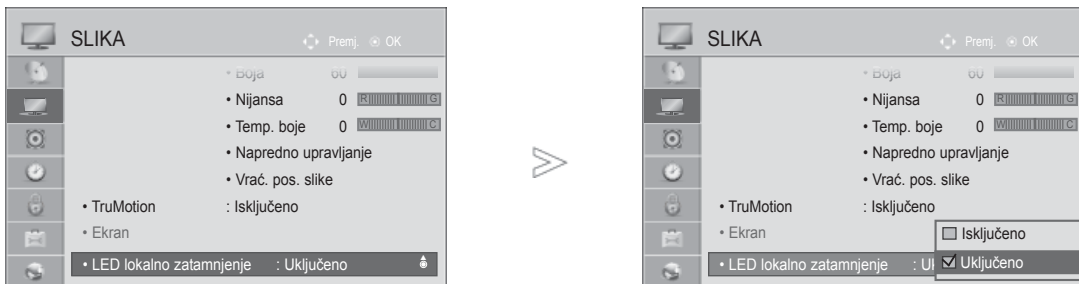 SLIKA Premj. OK
• Boja 60
• Nijansa 0 R G
• Temp. boje 0 W C
• Napredno upravljanje
• Vrać. pos. slike
• TruMotion : Isključeno
• Ekran
• LED lokalno zatamnjenje : Uključeno
SLIKA Premj. OK
• Boja 60
• Nijansa 0 R G
• Temp. boje 0 W C
• Napredno upravljanje
• Vrać. pos. slike
• TruMotion : Isključeno
• Ekran
Isključeno
• LED lokalno zatamnjenje : Uk
Uključeno